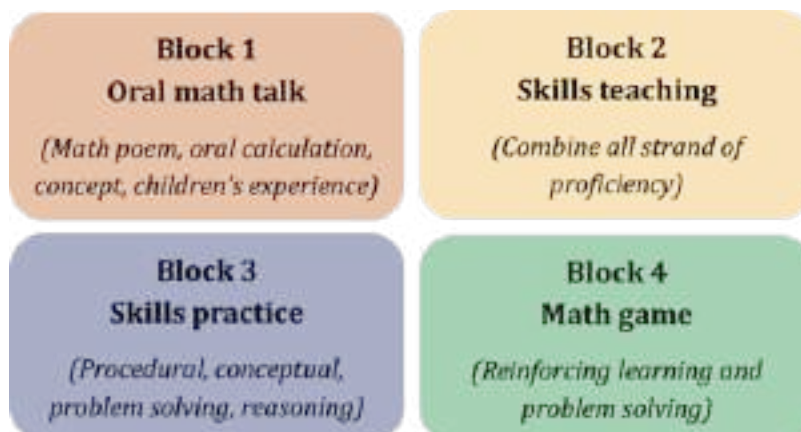 Block 1
Oral math talk
(Math poem, oral calculation,
concept, children's experience)
Block 2
Skills teaching
(Combine all strand of
proficiency)
Block 3
Skills practice
(Procedural, conceptual,
problem solving, reasoning)
Block 4
Math game
(Reinforcing learning and
problem solving)